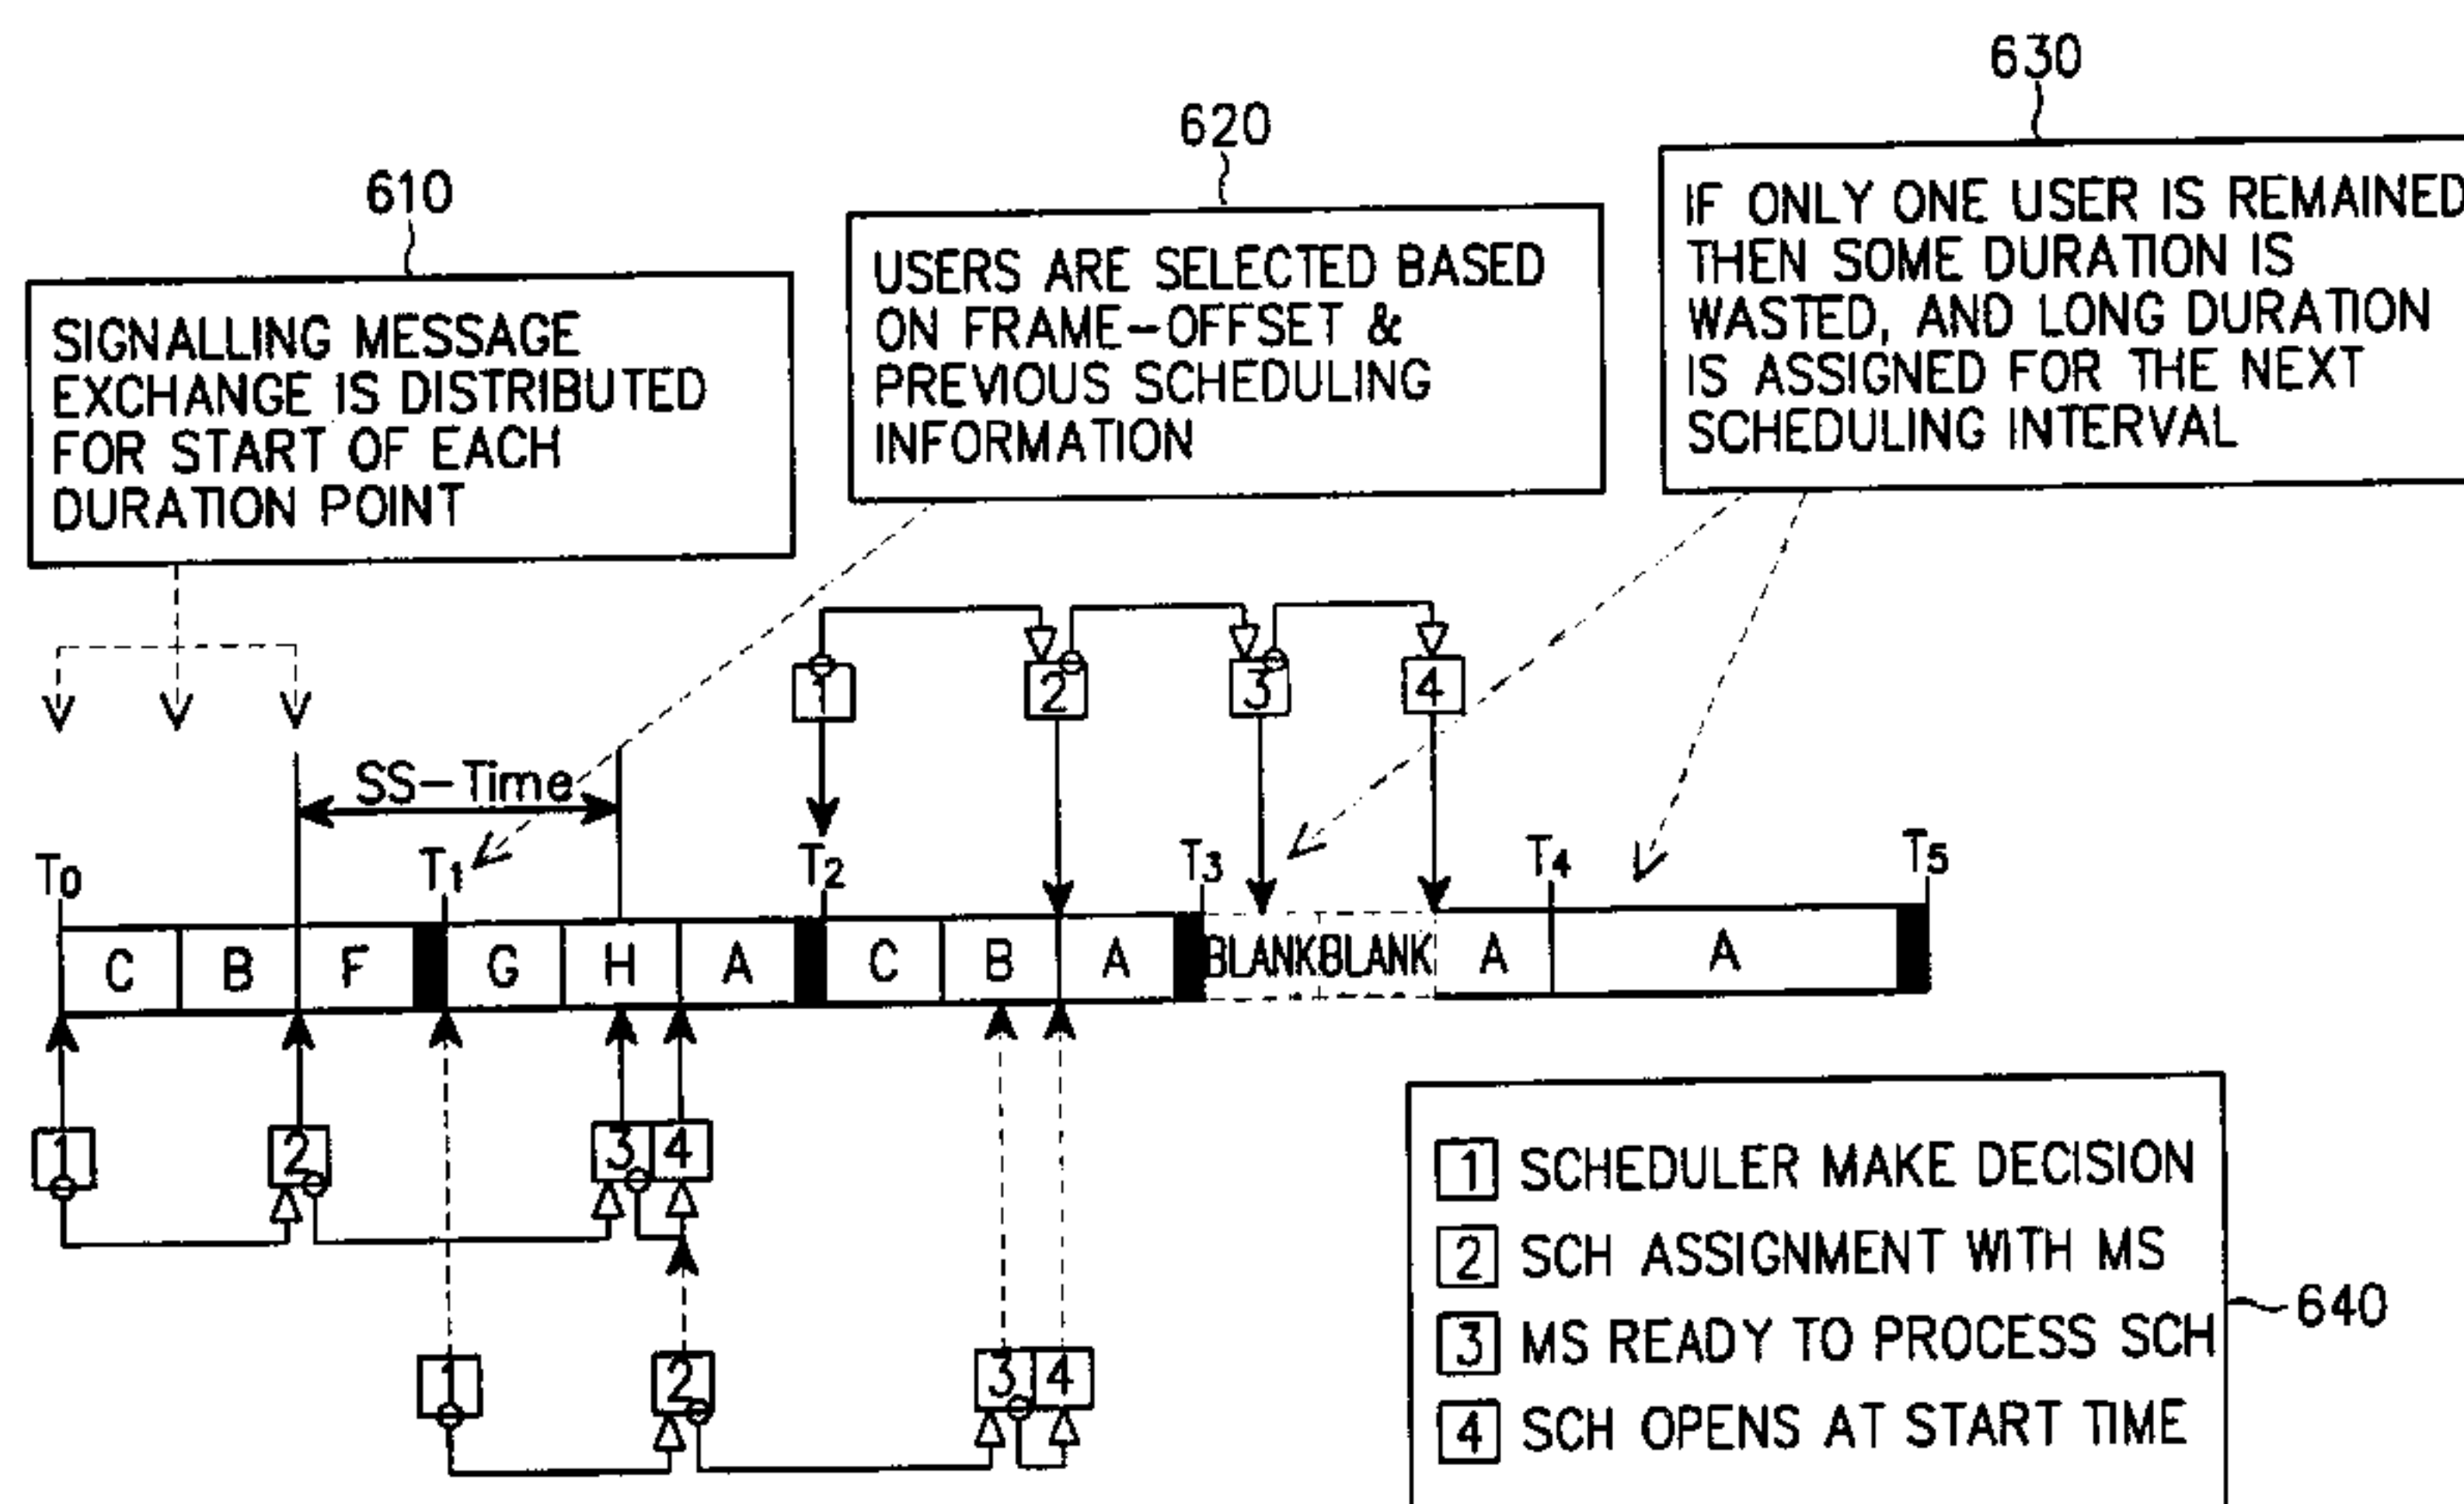 610
SIGNALLING MESSAGE
EXCHANGE IS DISTRIBUTED
FOR START OF EACH
DURATION POINT
620
USERS ARE SELECTED BASED
ON FRAME-OFFSET &
PREVIOUS SCHEDULING
INFORMATION
630
IF ONLY ONE USER IS REMAINED
THEN SOME DURATION IS
WASTED, AND LONG DURATION
IS ASSIGNED FOR THE NEXT
SCHEDULING INTERVAL
1 2 3 4
SS-Time
T0 T1 T2 T3 T4 T5
C B F G H A C B A BLANK BLANK A A
1 2 3 4
1 2 3 4
1 SCHEDULER MAKE DECISION
2 SCH ASSIGNMENT WITH MS
3 MS READY TO PROCESS SCH
4 SCH OPENS AT START TIME
640